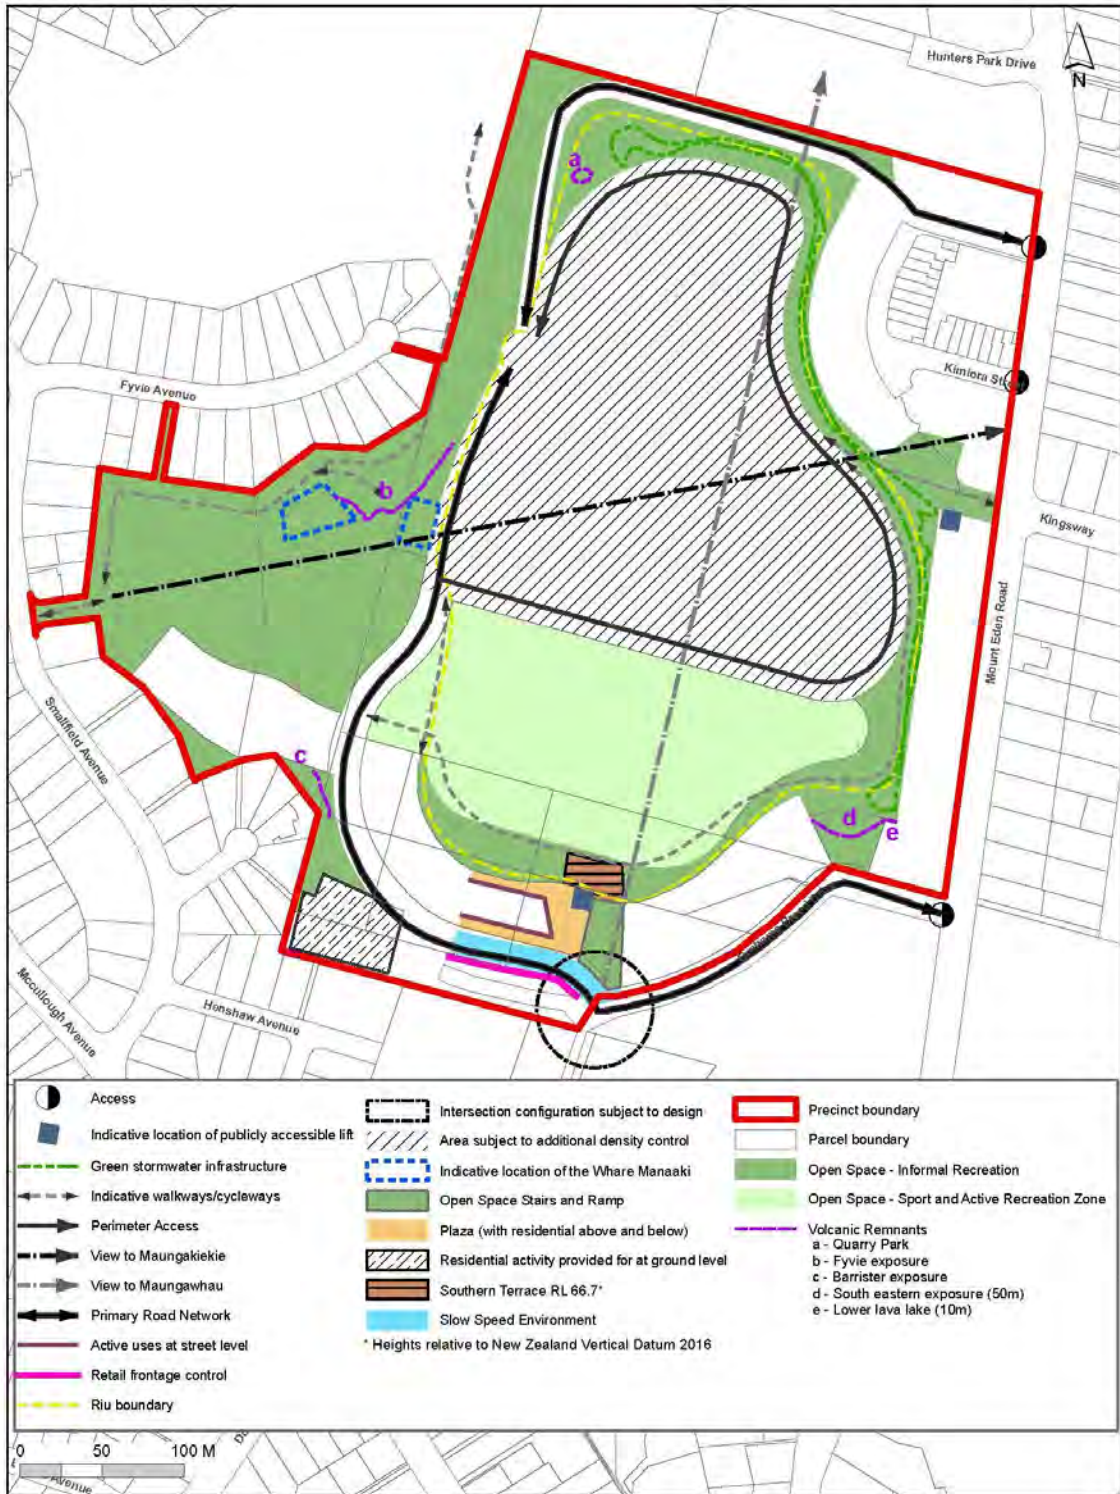 Hunters Park Drive
N
a
Fyvie Avenue
Kimiora Street
b
Kingsway
Mount Eden Road
Smallfield Avenue
c
d
e
Henshaw Avenue
Mccullough Avenue
Access
Indicative location of publicly accessible lift
Green stormwater infrastructure
Indicative walkways/cycleways
Perimeter Access
View to Maungakiekie
View to Maungawhau
Primary Road Network
Active uses at street level
Retail frontage control
Riu boundary
Intersection configuration subject to design
Area subject to additional density control
Indicative location of the Whare Manaaki
Open Space Stairs and Ramp
Plaza (with residential above and below)
Residential activity provided for at ground level
Southern Terrace RL 66.7*
Slow Speed Environment
* Heights relative to New Zealand Vertical Datum 2016
Precinct boundary
Parcel boundary
Open Space - Informal Recreation
Open Space - Sport and Active Recreation Zone
Volcanic Remnants
a - Quarry Park
b - Fyvie exposure
c - Barrister exposure
d - South eastern exposure (50m)
e - Lower lava lake (10m)
0 50 100 M
Avenue